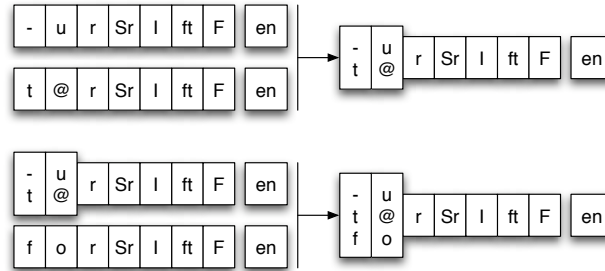 - u r Sr I ft F en
t @ r Sr I ft F en
- u
t @
r Sr I ft F en
- u
t @
r Sr I ft F en
f o r Sr I ft F en
- u
t @
f o
r Sr I ft F en